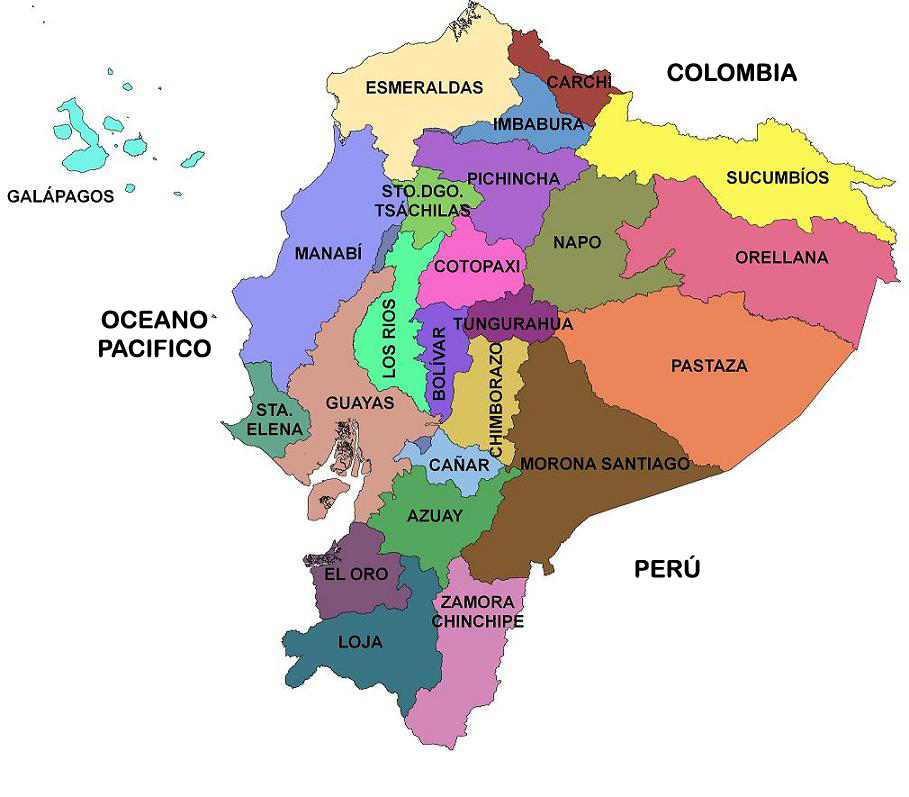 COLOMBIA
ESMERALDAS
CARCHÍ
IMBABURA
PICHINCHA
SUCUMBÍOS
GALÁPAGOS
STO.DGO.
TSÁCHILAS
MANABÍ
NAPO
ORELLANA
COTOPAXI
OCEANO
PACIFICO
LOS RIOS
BOLÍVAR
TUNGURAHUA
CHIMBORAZO
PASTAZA
STA.
ELENA
GUAYAS
CAÑAR
MORONA SANTIAGO
AZUAY
EL ORO
PERÚ
ZAMORA
CHINCHIPE
LOJA